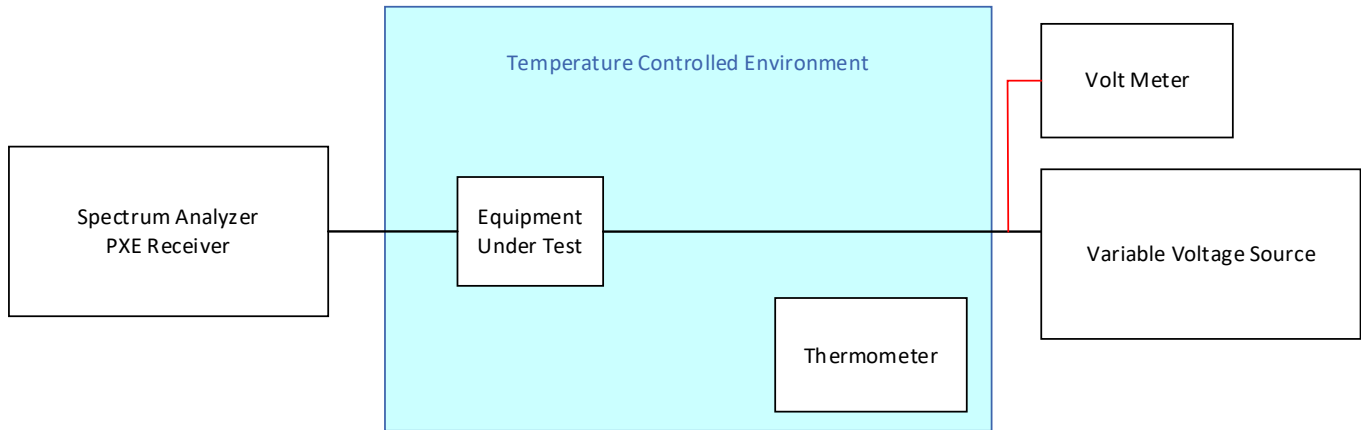 Temperature Controlled Environment
Volt Meter
Spectrum Analyzer
PXE Receiver
Equipment
Under Test
Variable Voltage Source
Thermometer